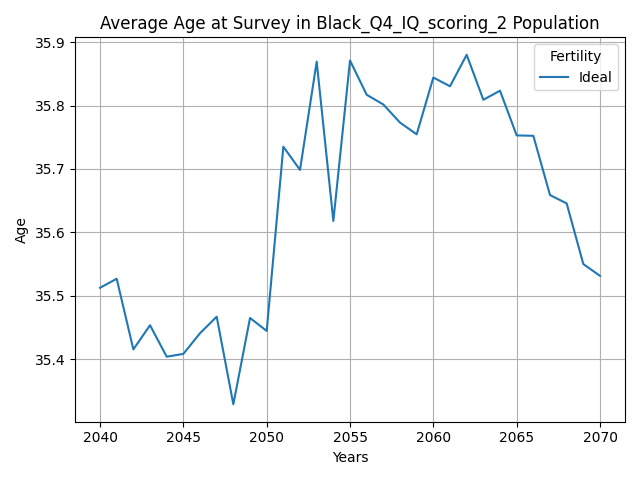 Average Age at Survey in Black_Q4_IQ_scoring_2 Population
35.9
35.8
35.7
35.6
35.5
35.4
Age
Fertility
Ideal
2040 2045 2050 2055 2060 2065 2070
Years